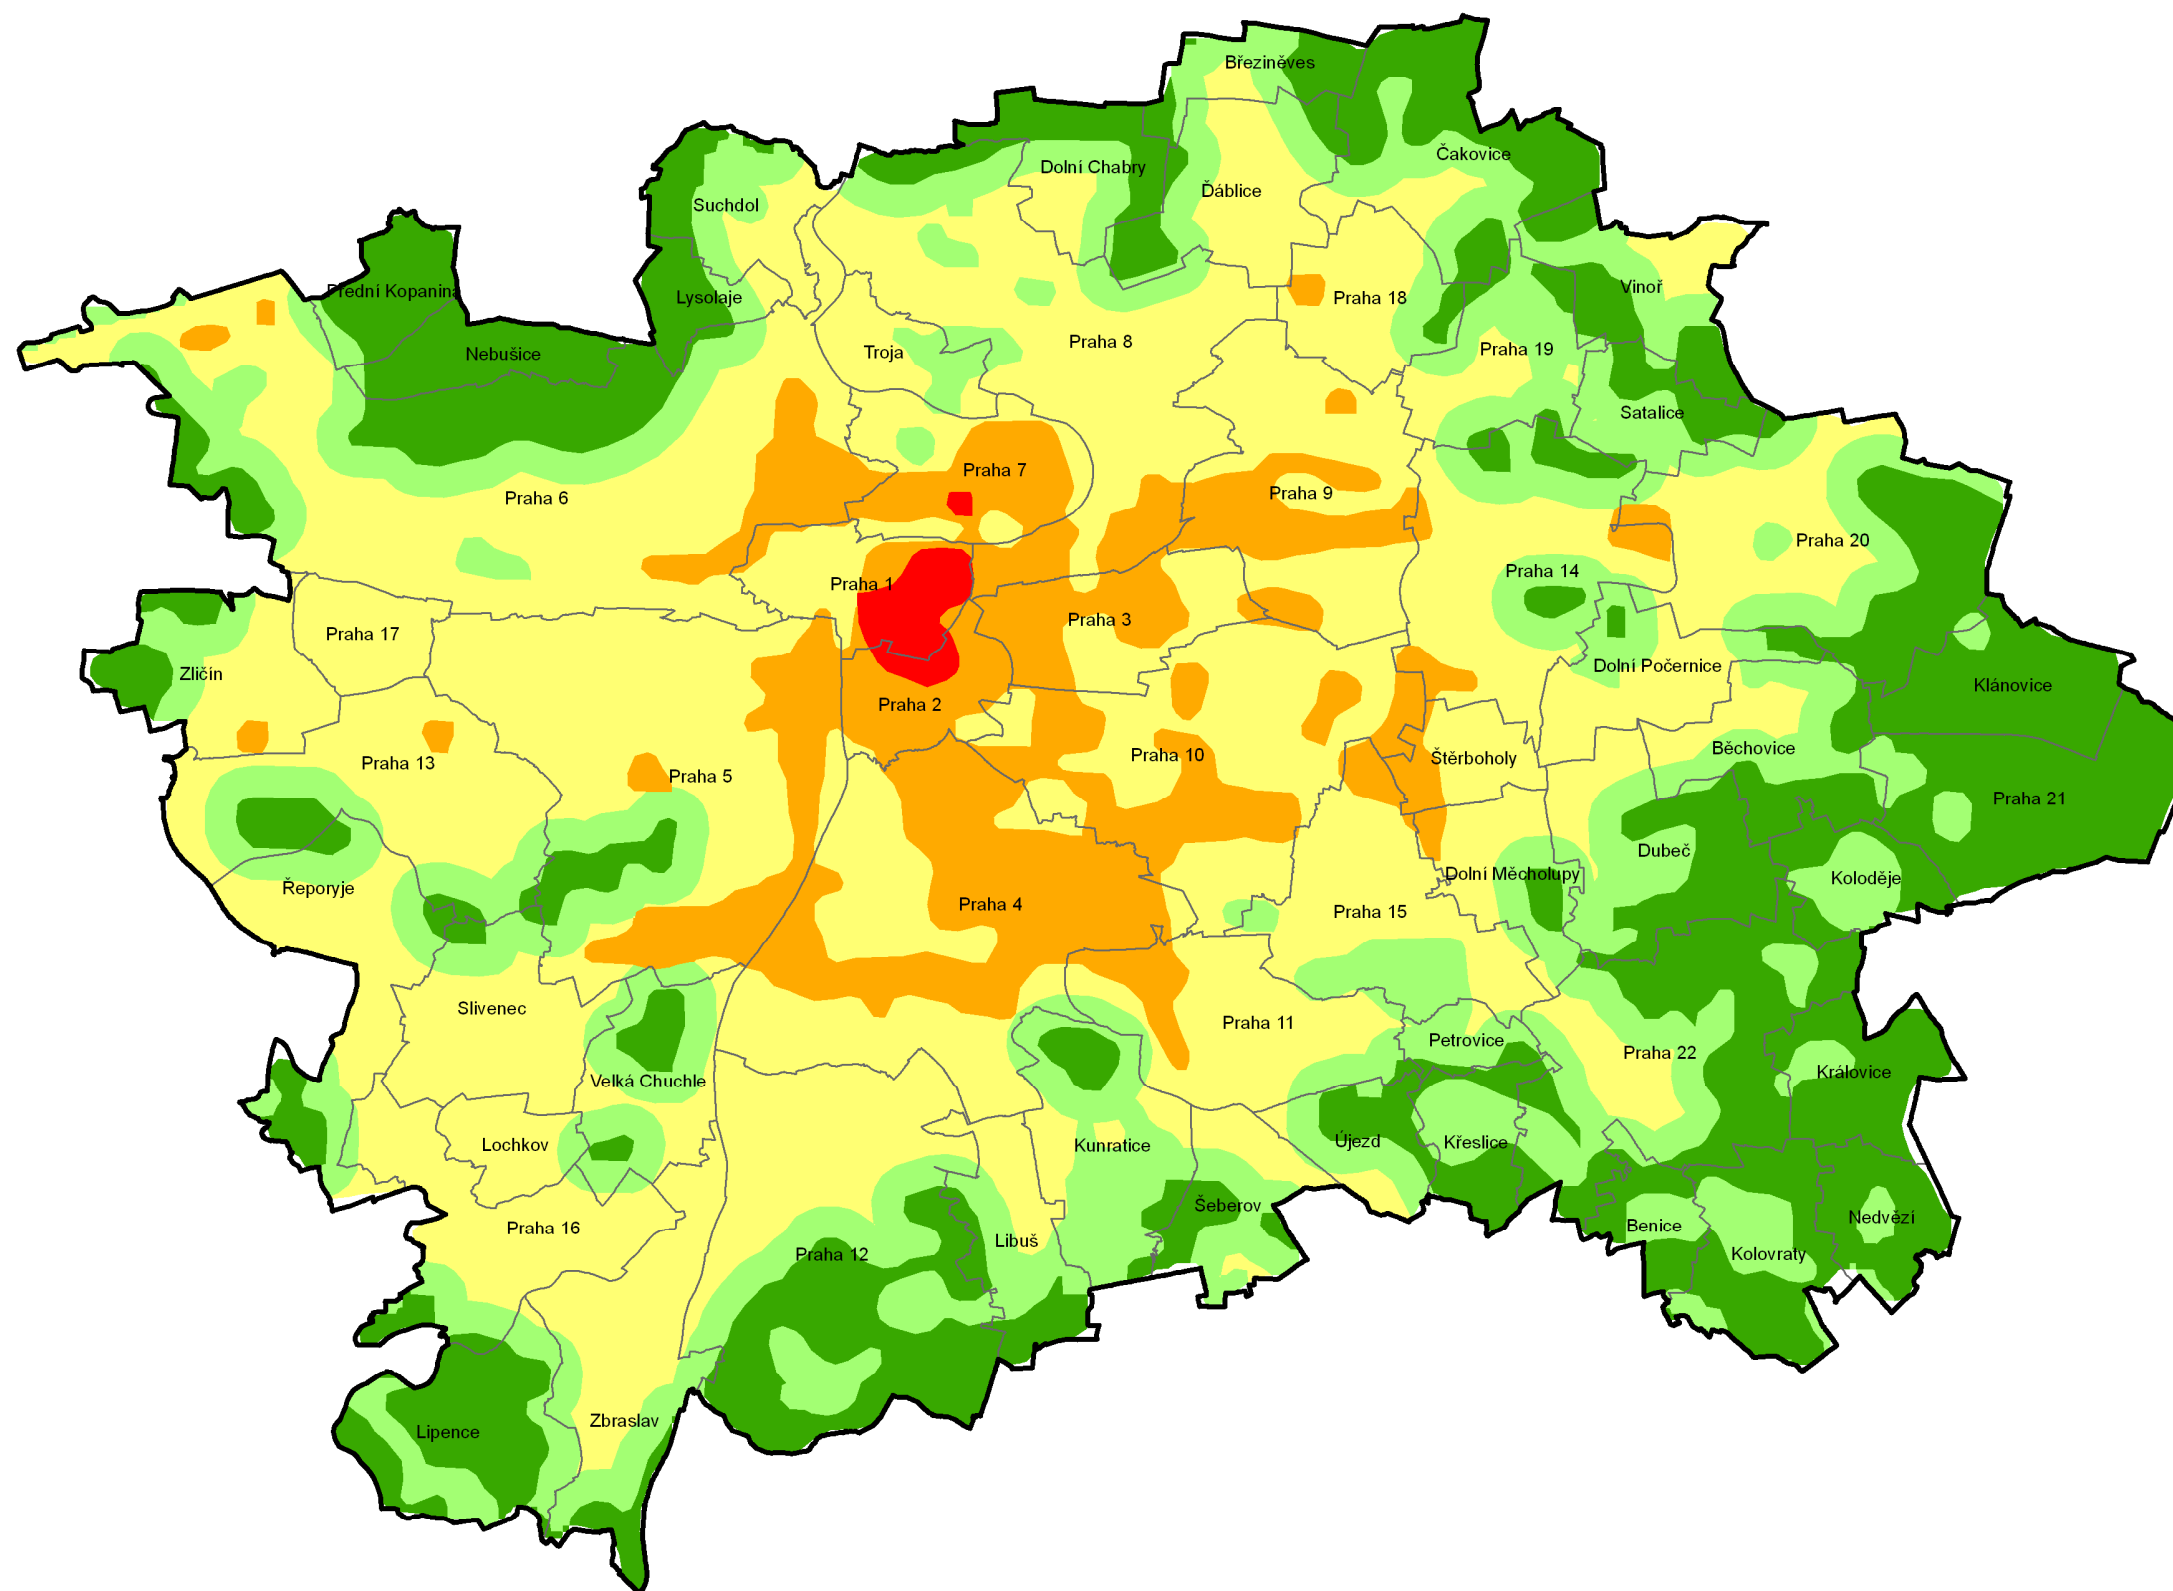 Březiněves
Čakovice
Dolní Chabry
Ďáblice
Suchdol
Přední Kopanina
Lysolaje
Vinoř
Praha 18
Nebušice
Troja
Praha 8
Praha 19
Satalice
Praha 7
Praha 6
Praha 9
Praha 20
Praha 1
Praha 14
Praha 3
Praha 17
Zličín
Dolní Počernice
Klánovice
Praha 2
Praha 13
Praha 5
Praha 10
Štěrboholy
Běchovice
Praha 21
Dubeč
Řeporyje
Dolní Měcholupy
Koloděje
Praha 4
Praha 15
Slivenec
Praha 11
Petrovice
Praha 22
Velká Chuchle
Královice
Lochkov
Kunratice
Újezd
Křeslice
Šeberov
Praha 16
Benice
Nedvězí
Praha 12
Libuš
Kolovraty
Lipence
Zbraslav